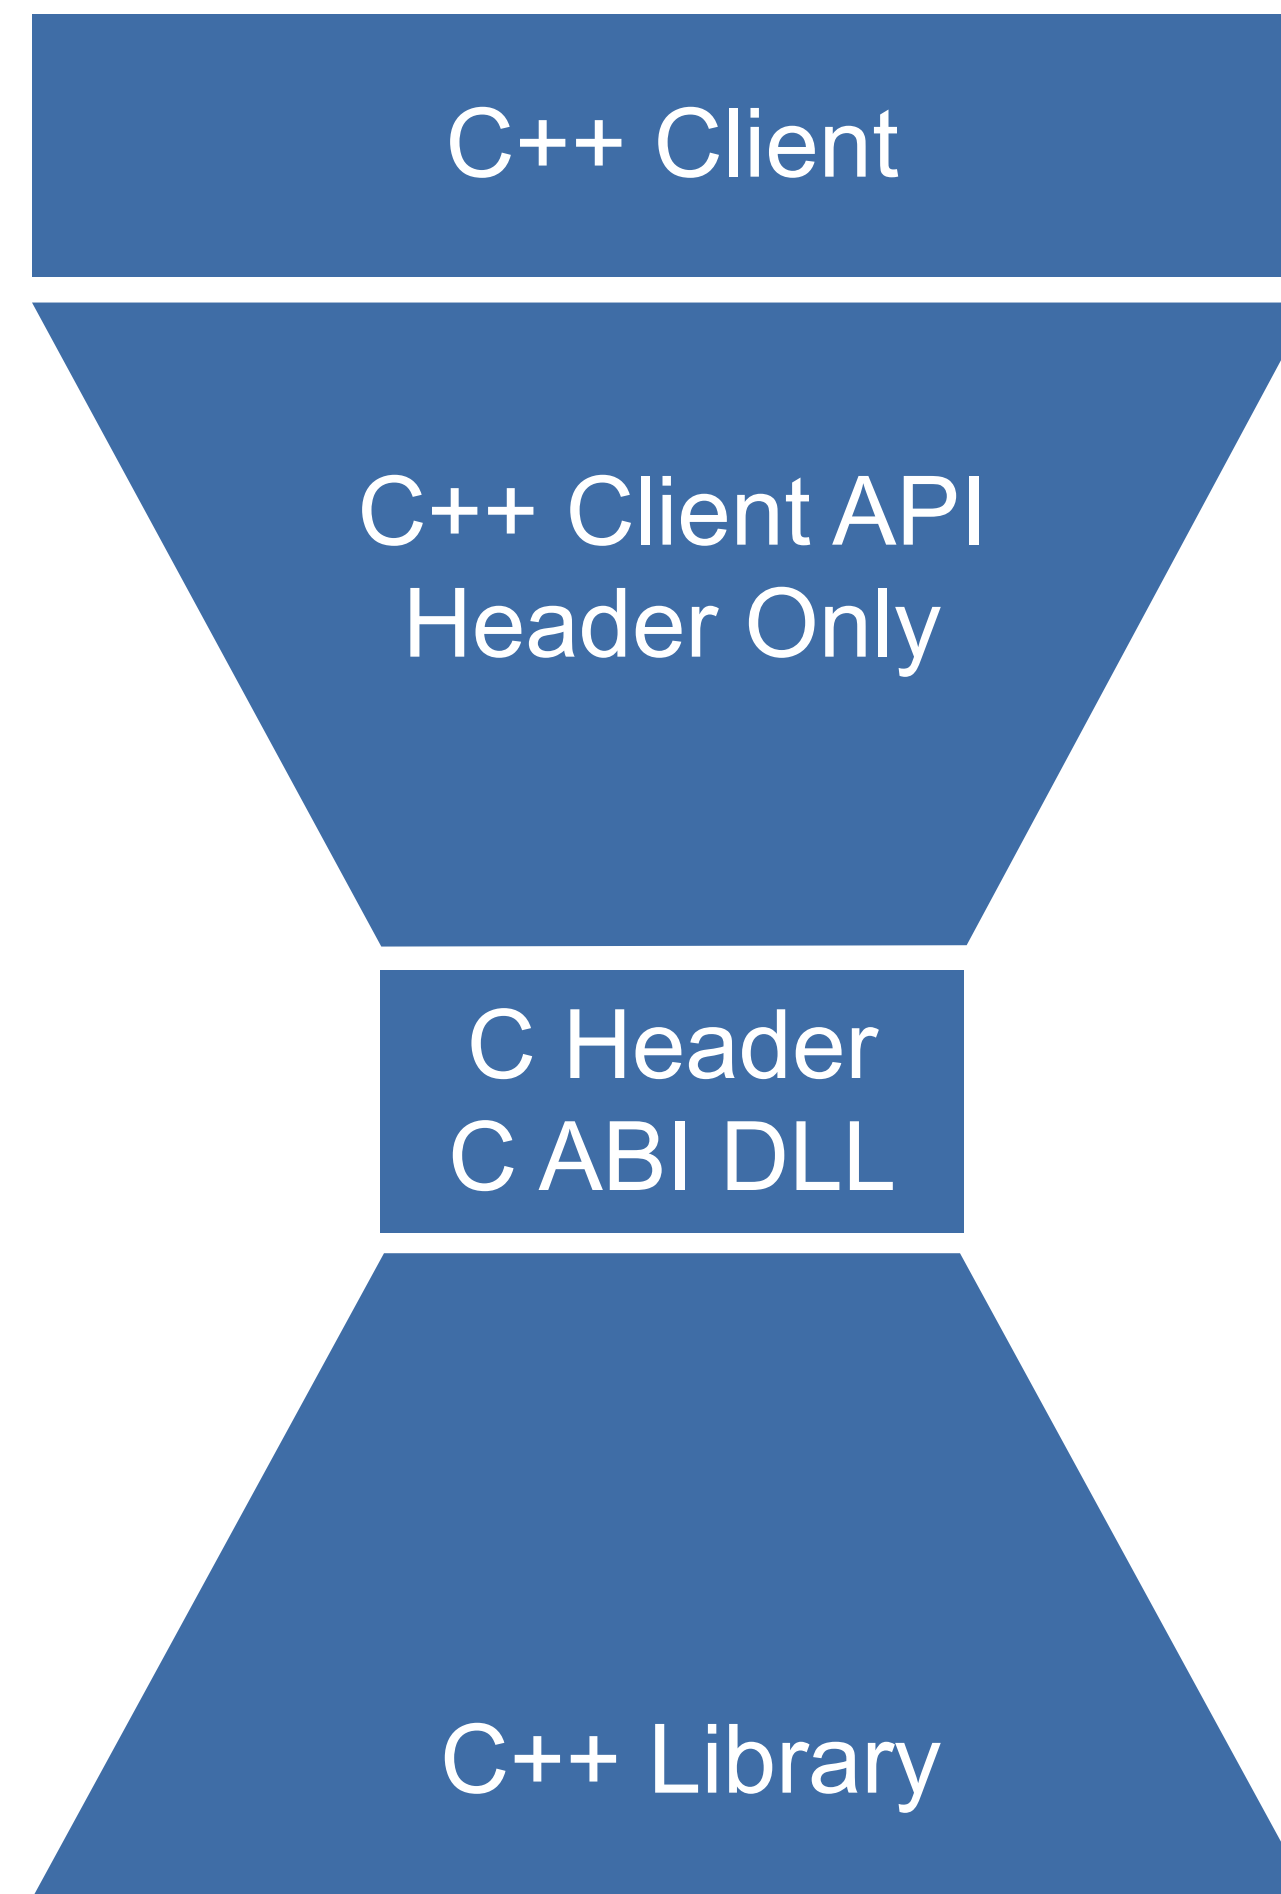 C++ Client
C++ Client API
Header Only
C Header
C ABI DLL
C++ Library